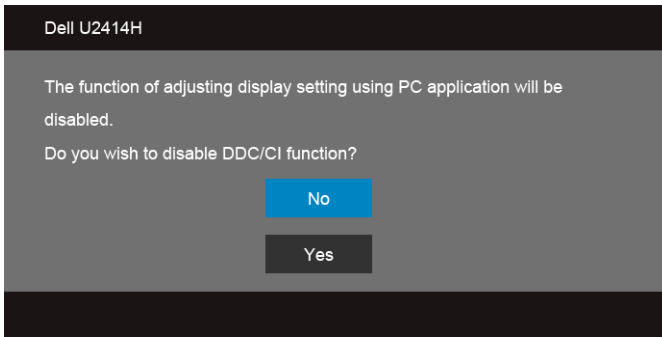 Dell U2414H
The function of adjusting display setting using PC application will be
disabled.
Do you wish to disable DDC/CI function?
No
Yes